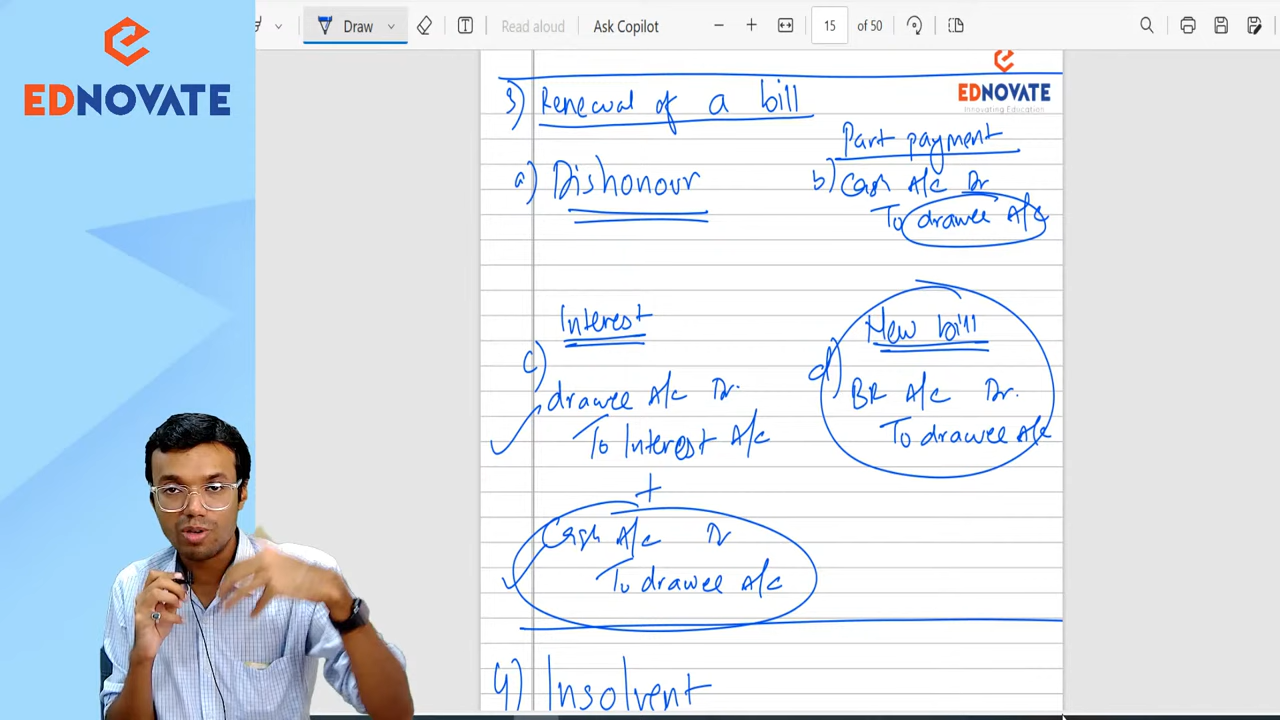 Draw
Read aloud
Ask Copilot
15
of 50
EDNOVATE
EDNOVATE
Innovating Education
3) Renewal of a bill
a) Dishonour
Part payment
b) Cash A/c Dr
To drawee A/c
Interest
c)
drawee A/c Dr.
To Interest A/c
+
Cash A/c Dr
To drawee A/c
New bill
d)
BR A/c Dr.
To drawee A/c
4) Insolvent